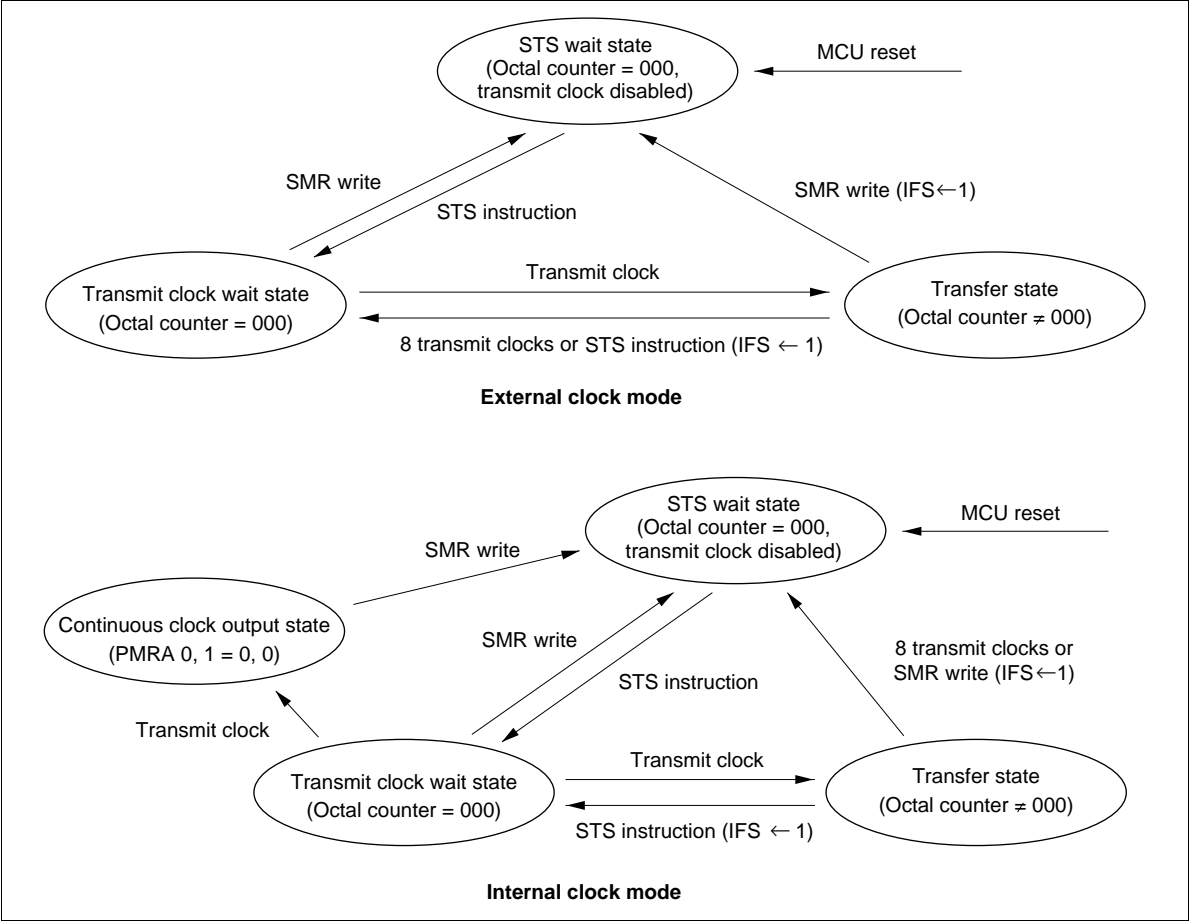 STS wait state
(Octal counter = 000,
transmit clock disabled)
MCU reset
SMR write
STS instruction
SMR write (IFS←1)
Transmit clock wait state
(Octal counter = 000)
Transmit clock
8 transmit clocks or STS instruction (IFS ← 1)
Transfer state
(Octal counter ≠ 000)
External clock mode
STS wait state
(Octal counter = 000,
transmit clock disabled)
MCU reset
SMR write
Continuous clock output state
(PMRA 0, 1 = 0, 0)
SMR write
STS instruction
8 transmit clocks or
SMR write (IFS←1)
Transmit clock
Transmit clock wait state
(Octal counter = 000)
Transmit clock
STS instruction (IFS ← 1)
Transfer state
(Octal counter ≠ 000)
Internal clock mode